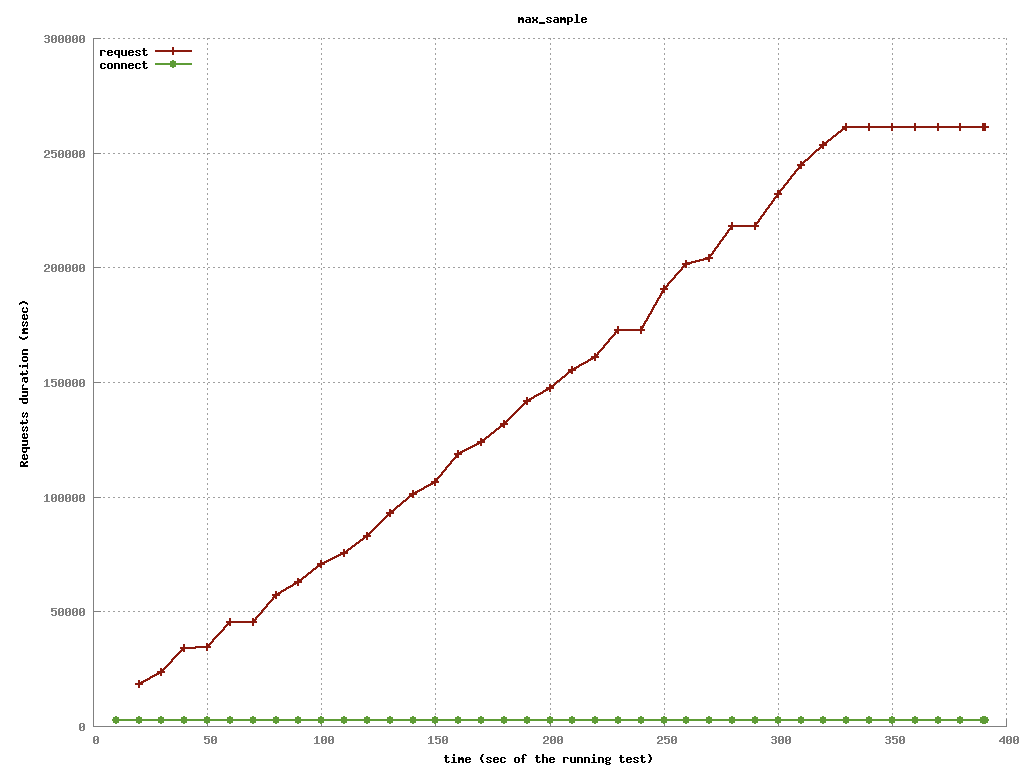 max_sample
300000
request
connect
250000
200000
Requests duration (msec)
150000
100000
50000
0
0 50 100 150 200 250 300 350 400
time (sec of the running test)